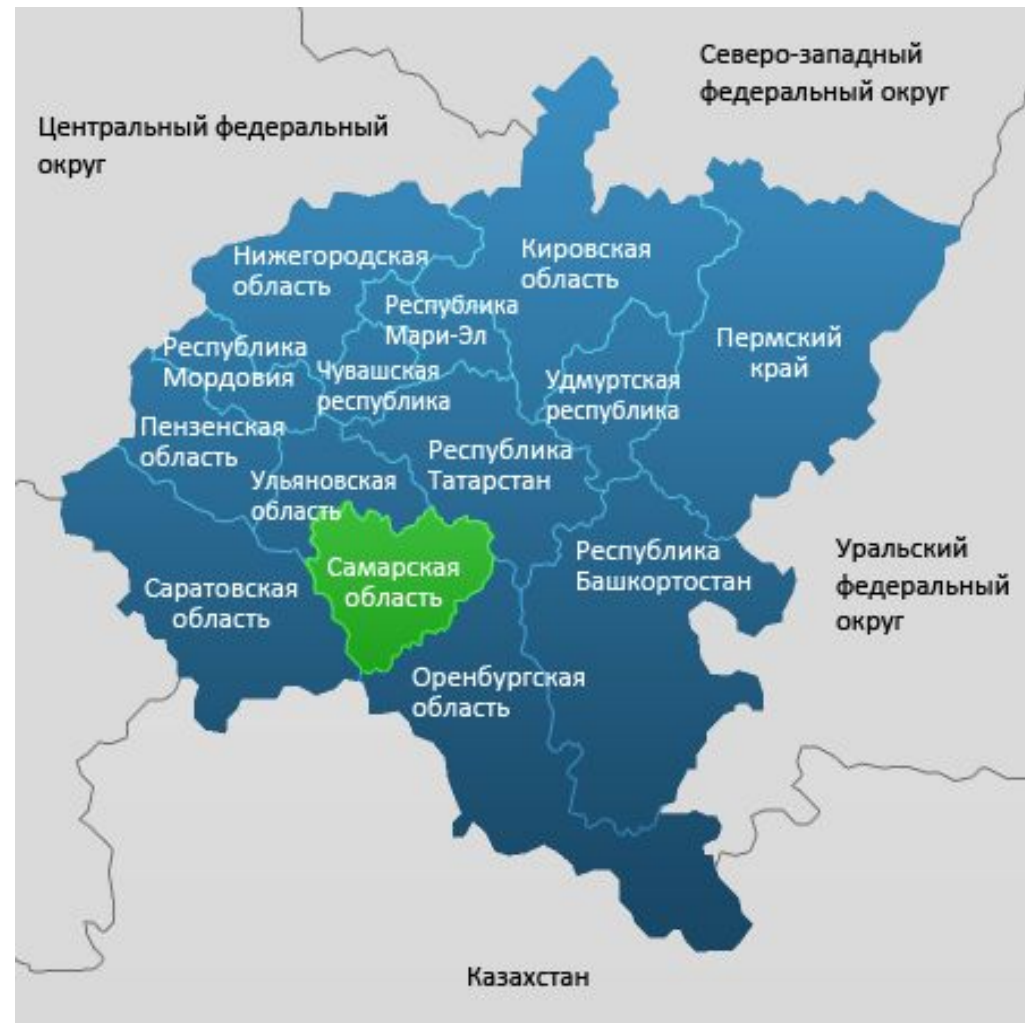 Северо-западный
федеральный округ
Центральный федеральный
округ
Нижегородская
область
Кировская
область
Республика
Мари-Эл
Пермский
край
Республика
Мордовия
Чувашская
республика
Удмуртская
республика
Пензенская
область
Республика
Татарстан
Ульяновская
область
Республика
Башкортостан
Уральский
федеральный
округ
Самарская
область
Саратовская
область
Оренбургская
область
Казахстан